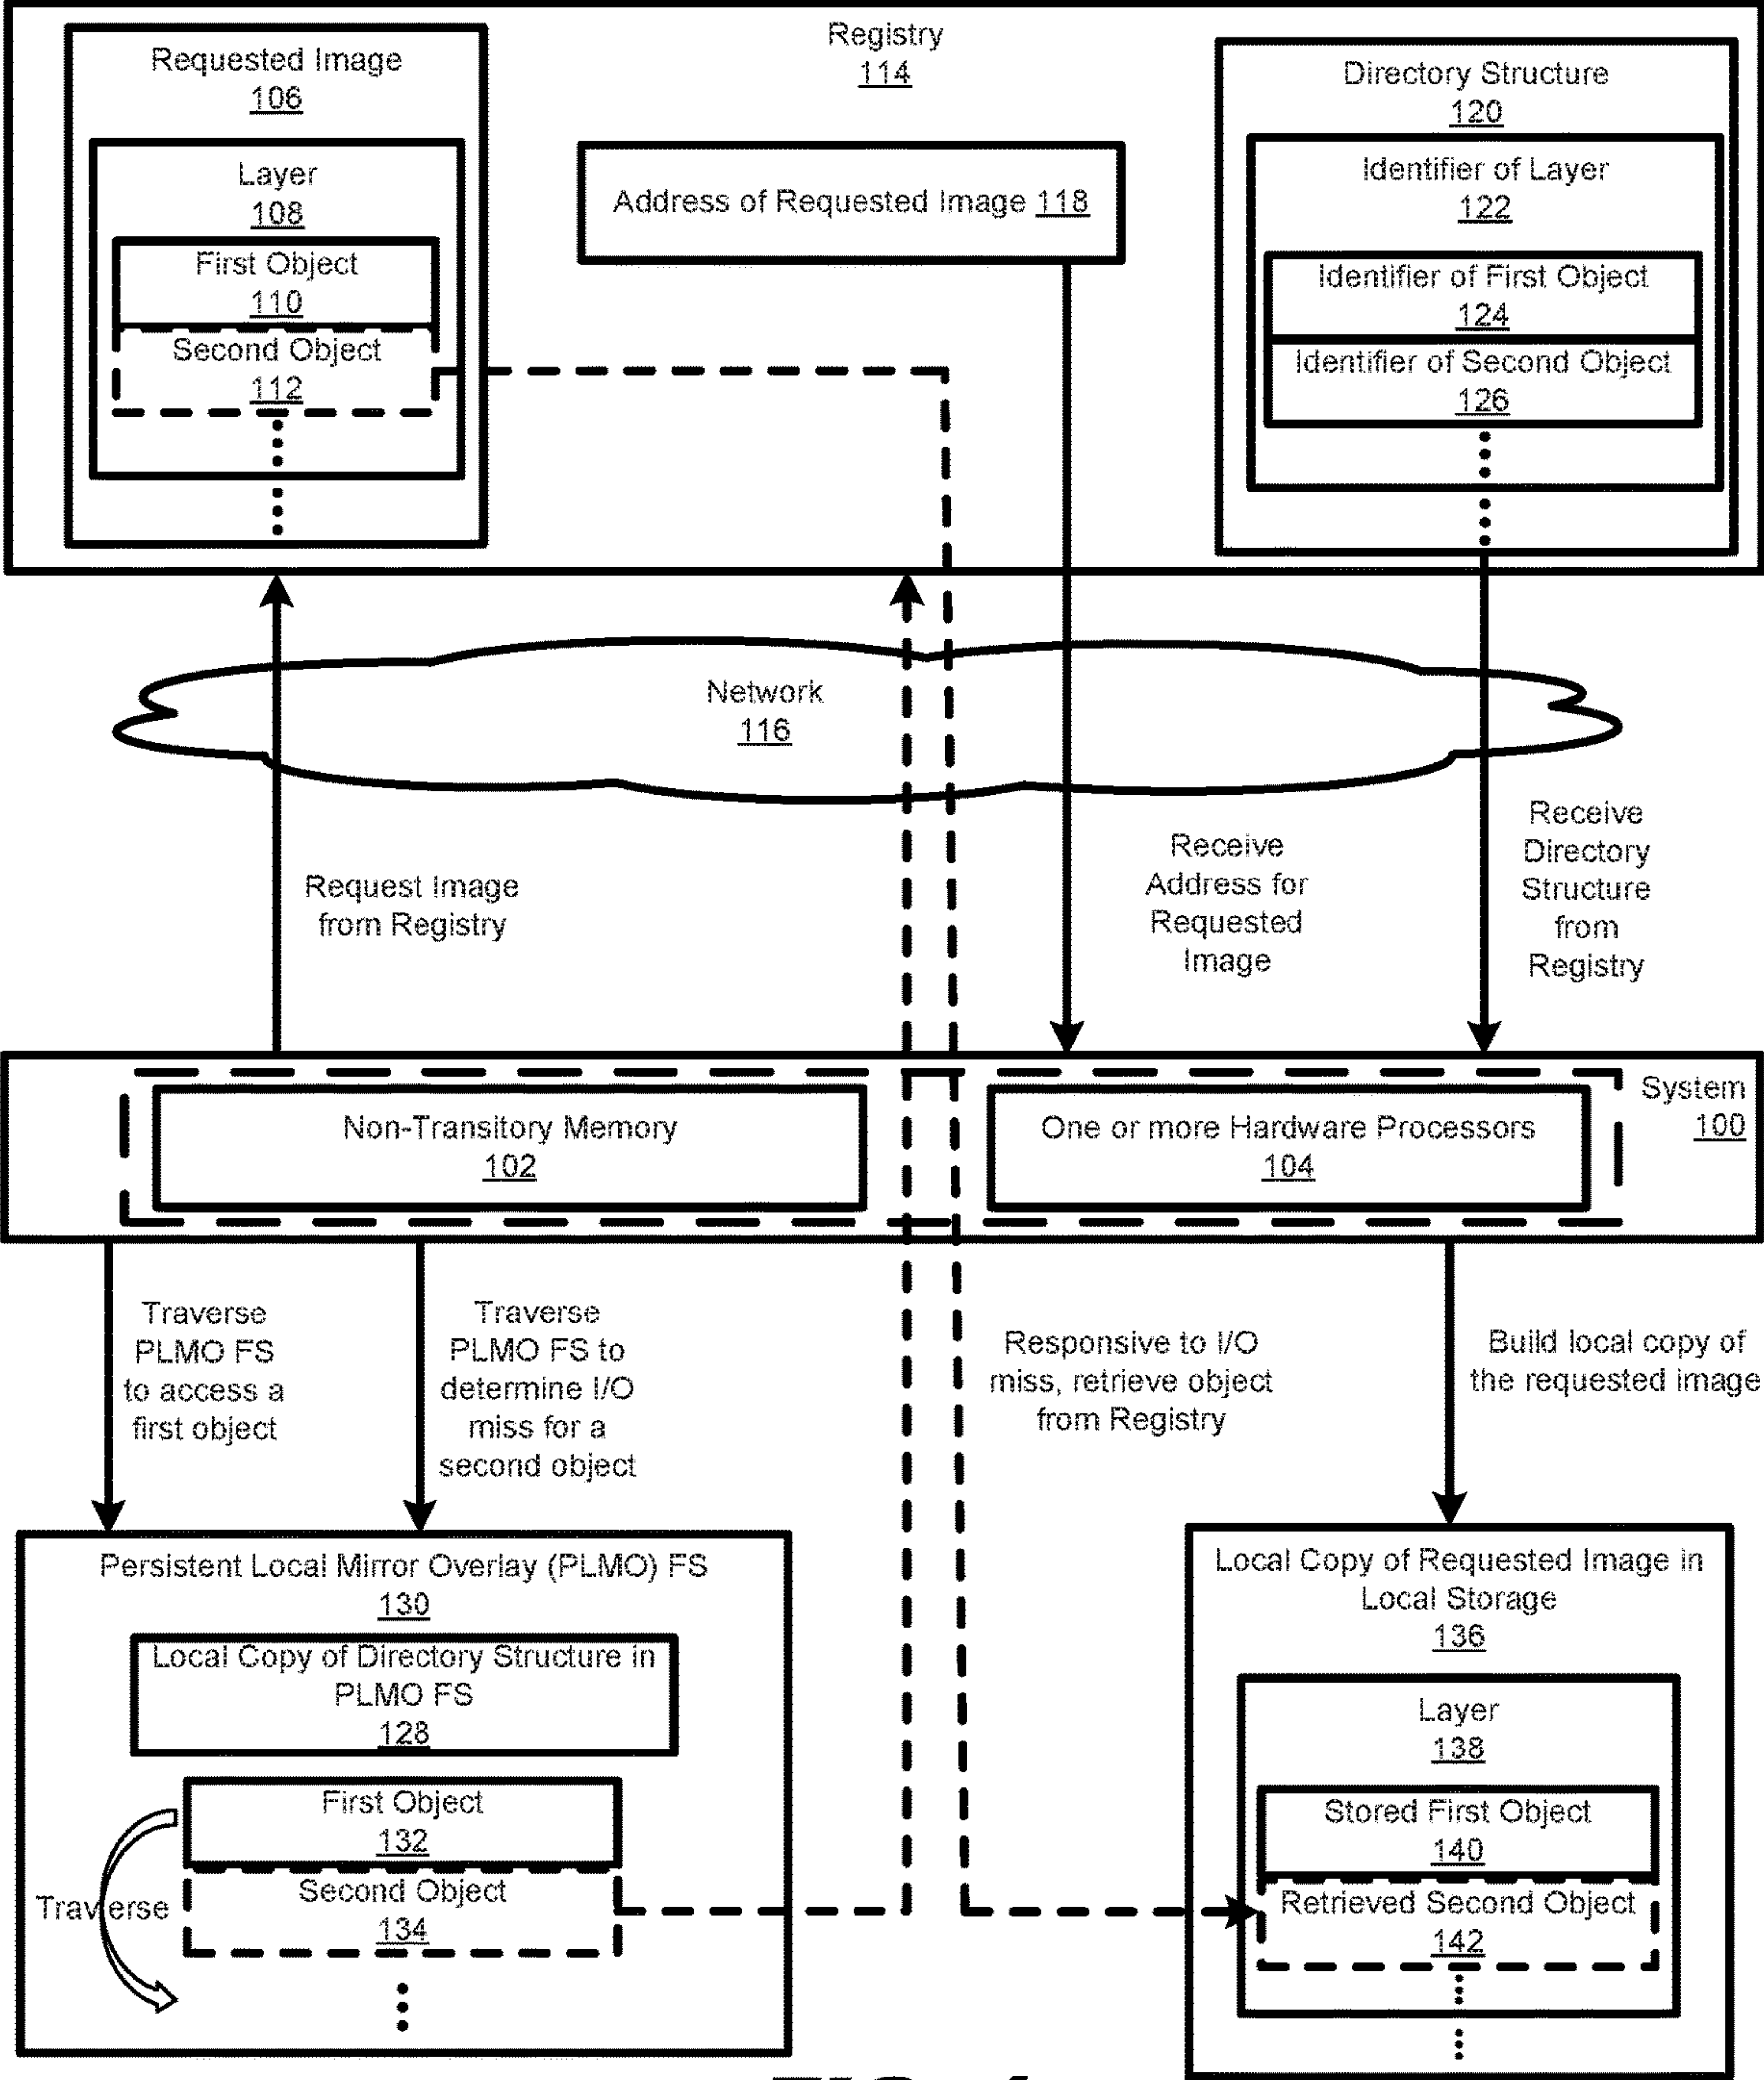 Registry
114
Requested Image
106
Layer
108
First Object
110
Second Object
112
Address of Requested Image 118
Directory Structure
120
Identifier of Layer
122
Identifier of First Object
124
Identifier of Second Object
126
Network
116
Request Image
from Registry
Receive
Address for
Requested
Image
Receive
Directory
Structure
from
Registry
System
100
Non-Transitory Memory
102
One or more Hardware Processors
104
Traverse
PLMO FS
to access a
first object
Traverse
PLMO FS to
determine I/O
miss for a
second object
Responsive to I/O
miss, retrieve object
from Registry
Build local copy of
the requested image
Persistent Local Mirror Overlay (PLMO) FS
130
Local Copy of Directory Structure in
PLMO FS
128
First Object
132
Second Object
134
Traverse
Local Copy of Requested Image in
Local Storage
136
Layer
138
Stored First Object
140
Retrieved Second Object
142